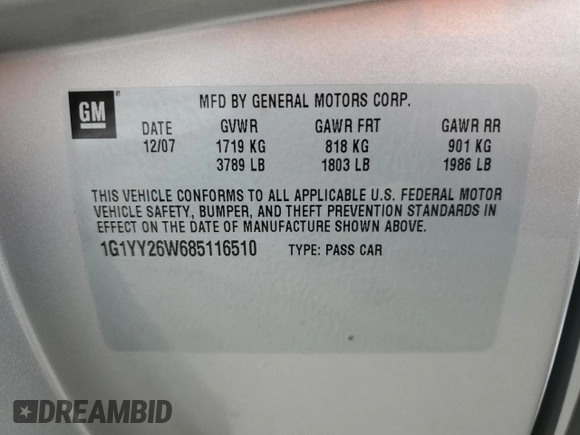 GM
MFD BY GENERAL MOTORS CORP.
DATE GVWR GAWR FRT GAWR RR
12/07 1719 KG 818 KG 901 KG
3789 LB 1803 LB 1986 LB
THIS VEHICLE CONFORMS TO ALL APPLICABLE U.S. FEDERAL MOTOR
VEHICLE SAFETY, BUMPER, AND THEFT PREVENTION STANDARDS IN
EFFECT ON THE DATE OF MANUFACTURE SHOWN ABOVE.
1G1YY26W685116510 TYPE: PASS CAR
DREAMBID